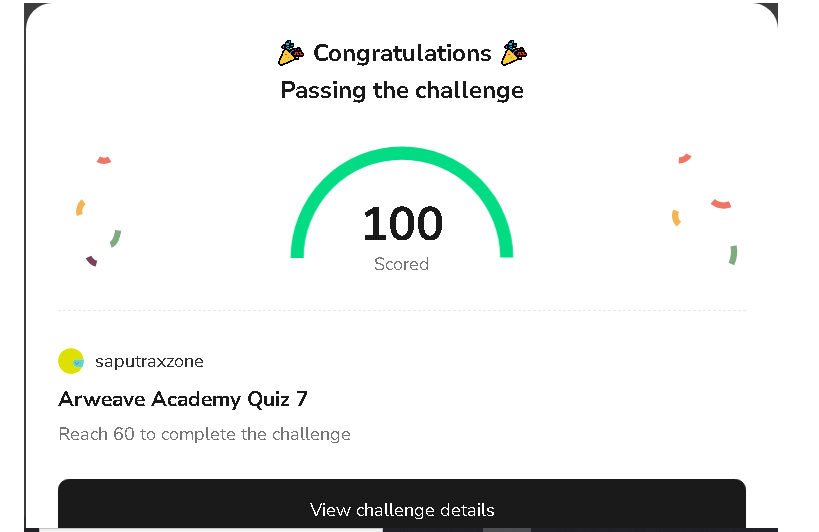 Congratulations
Passing the challenge
100
Scored
saputraxzone
Arweave Academy Quiz 7
Reach 60 to complete the challenge
View challenge details